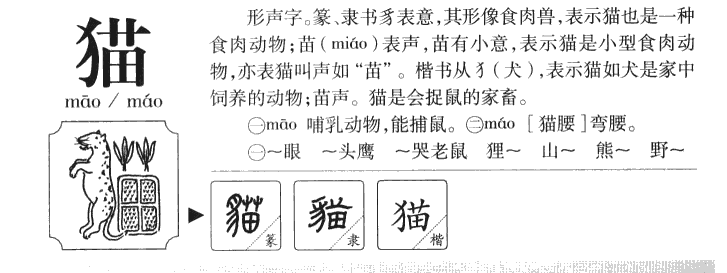 猫
māo / máo
形声字。篆、隶书豸表意,其形像食肉兽,表示猫也是一种
食肉动物;苗(miáo)表声,苗有小意,表示猫是小型食肉动
物,亦表猫叫声如“苗”。楷书从犭(犬),表示猫如犬是家中
饲养的动物;苗声。猫是会捉鼠的家畜。
㊀māo 哺乳动物,能捕鼠。㊁máo [猫腰]弯腰。
㊀～眼 ～头鹰 ～哭老鼠 狸～ 山～ 熊～ 野～
貓 篆
貓 隶
猫 楷